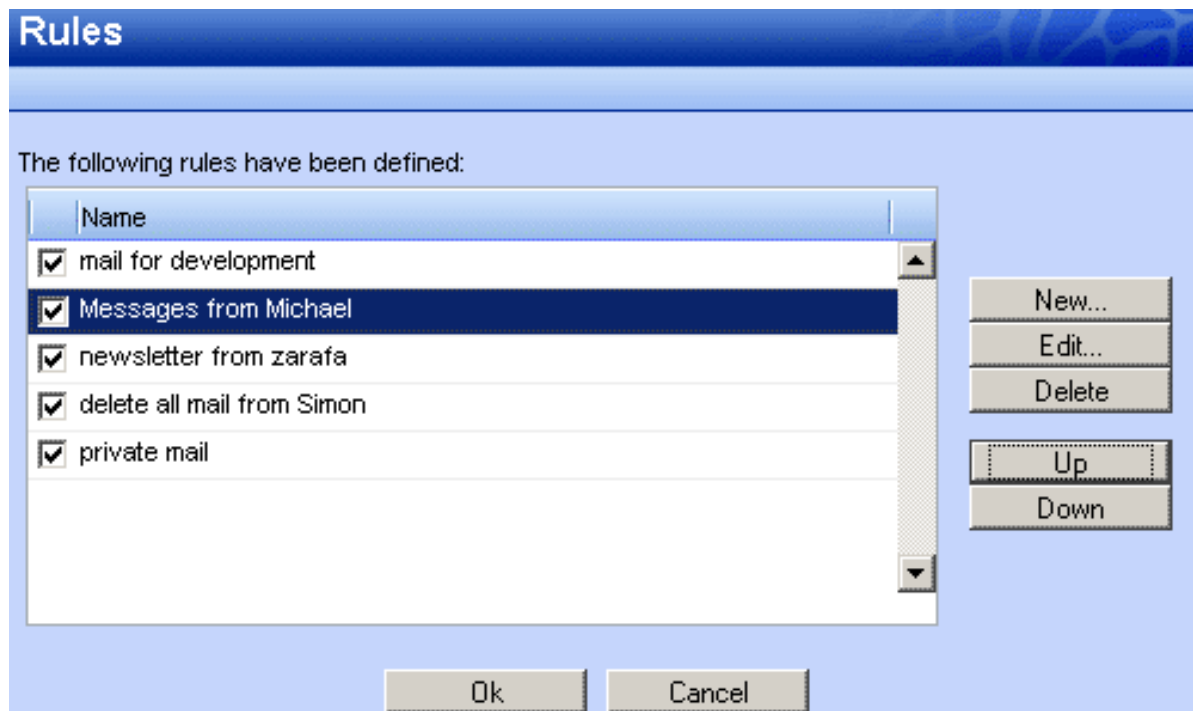 Rules
The following rules have been defined:
Name
mail for development
Messages from Michael
newsletter from zarafa
delete all mail from Simon
private mail
New...
Edit...
Delete
Up
Down
Ok
Cancel